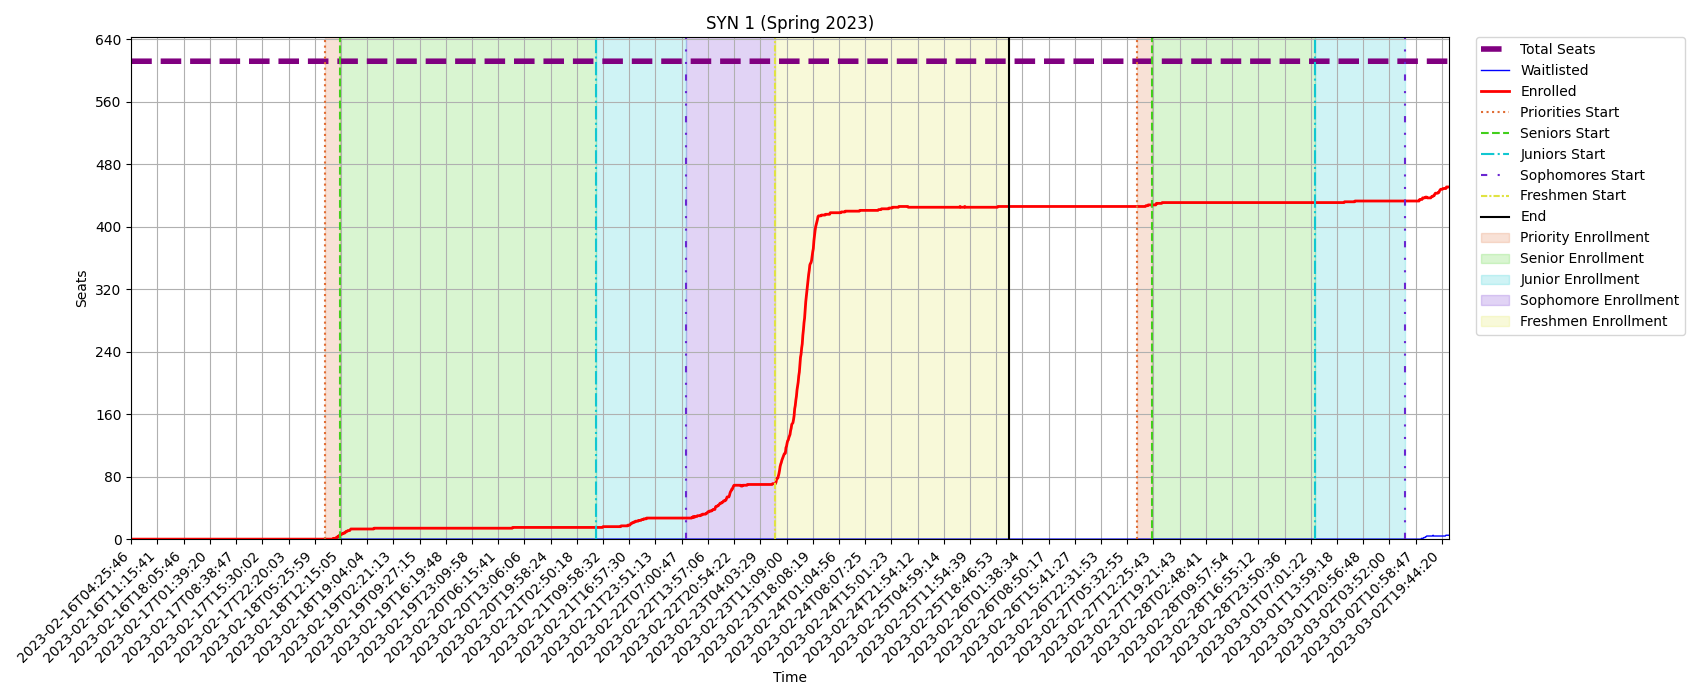 SYN 1 (Spring 2023)
640
560
480
400
320
240
160
80
0
Seats
2023-02-16T04:25:46
2023-02-16T11:15:41
2023-02-16T18:05:46
2023-02-17T01:39:20
2023-02-17T08:38:47
2023-02-17T15:30:02
2023-02-17T22:20:03
2023-02-18T05:25:59
2023-02-18T12:15:05
2023-02-18T19:04:04
2023-02-19T02:21:13
2023-02-19T09:27:15
2023-02-19T16:19:48
2023-02-19T23:09:58
2023-02-20T06:15:41
2023-02-20T13:06:06
2023-02-20T19:58:24
2023-02-21T02:50:18
2023-02-21T09:58:32
2023-02-21T16:57:30
2023-02-21T23:51:13
2023-02-22T07:00:47
2023-02-22T13:57:06
2023-02-22T20:54:22
2023-02-23T04:03:29
2023-02-23T11:09:00
2023-02-23T18:08:19
2023-02-24T01:04:56
2023-02-24T08:07:25
2023-02-24T15:01:23
2023-02-24T21:54:12
2023-02-25T04:59:14
2023-02-25T11:54:39
2023-02-25T18:46:53
2023-02-26T01:38:34
2023-02-26T08:50:17
2023-02-26T15:41:27
2023-02-26T22:31:53
2023-02-27T05:32:55
2023-02-27T12:25:43
2023-02-27T19:21:43
2023-02-28T02:48:41
2023-02-28T09:57:54
2023-02-28T16:55:12
2023-02-28T23:50:36
2023-03-01T07:01:22
2023-03-01T13:59:18
2023-03-01T20:56:48
2023-03-02T03:52:00
2023-03-02T10:58:47
2023-03-02T19:44:20
Time
Total Seats
Waitlisted
Enrolled
Priorities Start
Seniors Start
Juniors Start
Sophomores Start
Freshmen Start
End
Priority Enrollment
Senior Enrollment
Junior Enrollment
Sophomore Enrollment
Freshmen Enrollment